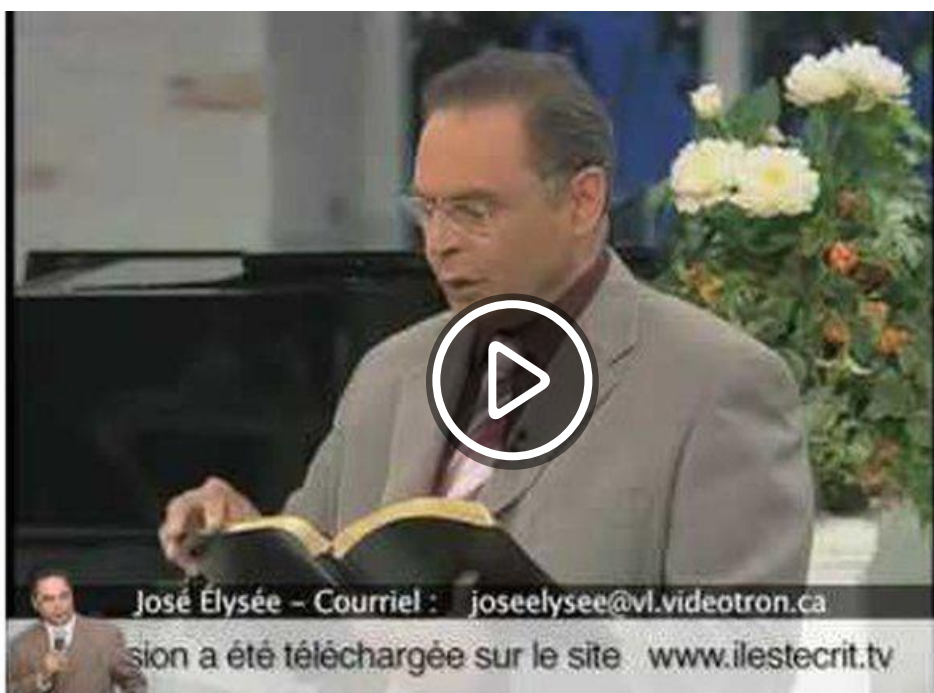 José Élysée – Courriel : joseelysee@vl.videotron.ca
sion a été téléchargée sur le site www.ilestecrit.tv